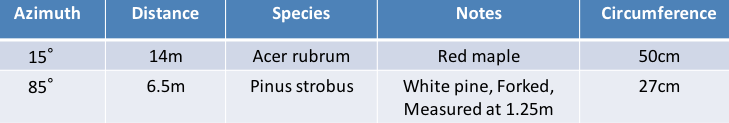 Azimuth Distance Species Notes Circumference
15° 14m Acer rubrum Red maple 50cm
85° 6.5m Pinus strobus White pine, Forked, 27cm
Measured at 1.25m